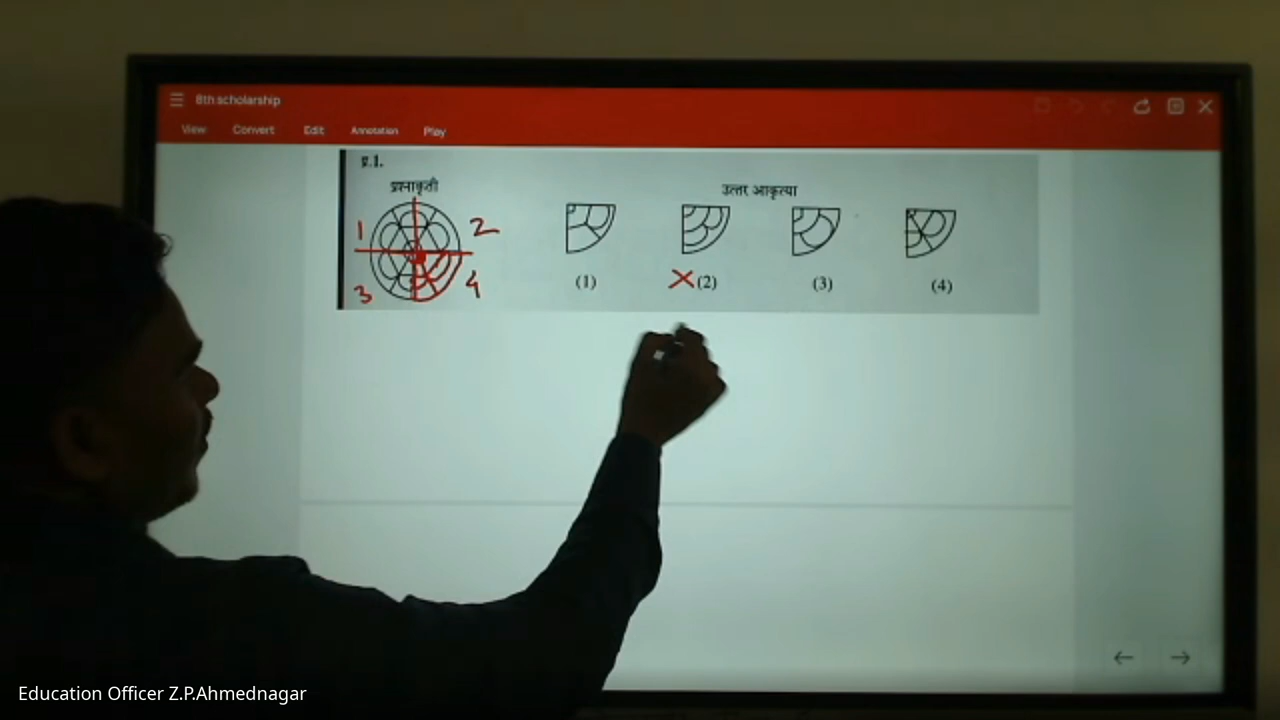 8th scholarship
View Convert Edit Annotation Play
प्र.1.
प्रश्नाकृती
उत्तर आकृत्या
1 2
3 4
(1) X (2) (3) (4)
Education Officer Z.P.Ahmednagar